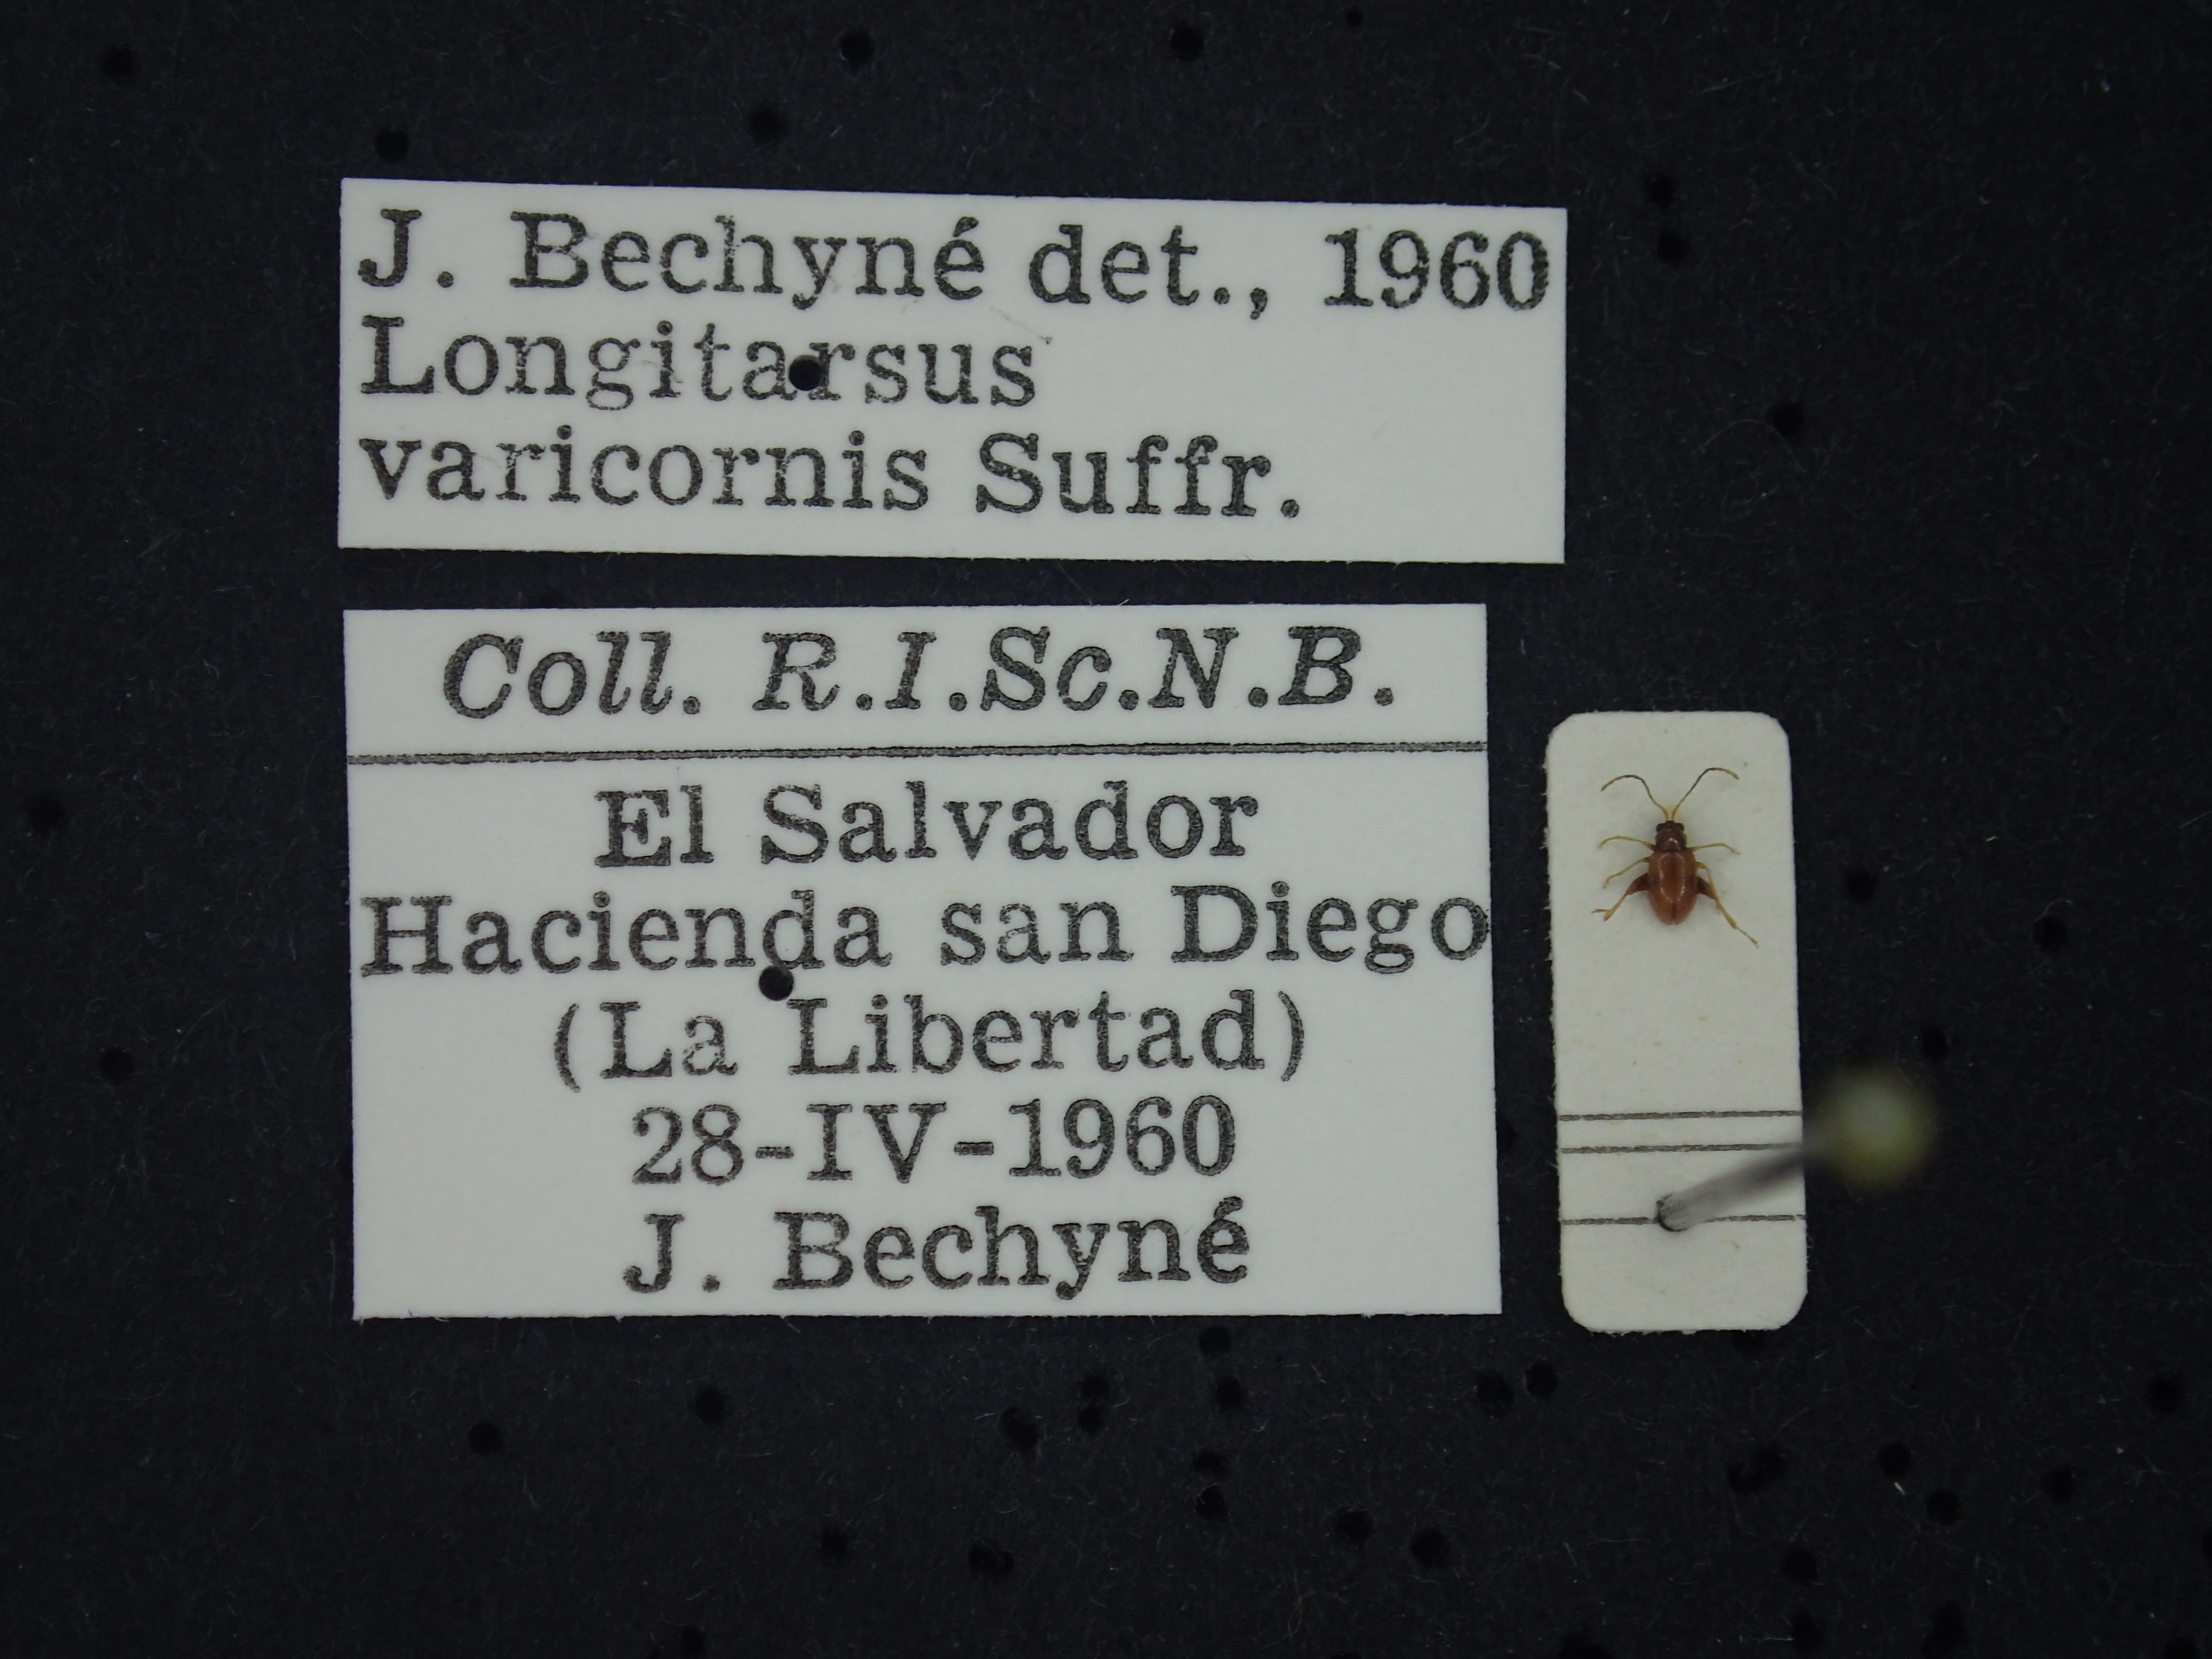 J. Bechyné det., 1960
Longitarsus
varicornis Suffr.
Coll. R.I.Sc.N.B.
El Salvador
Hacienda san Diego
(La Libertad)
28-IV-1960
J. Bechyné